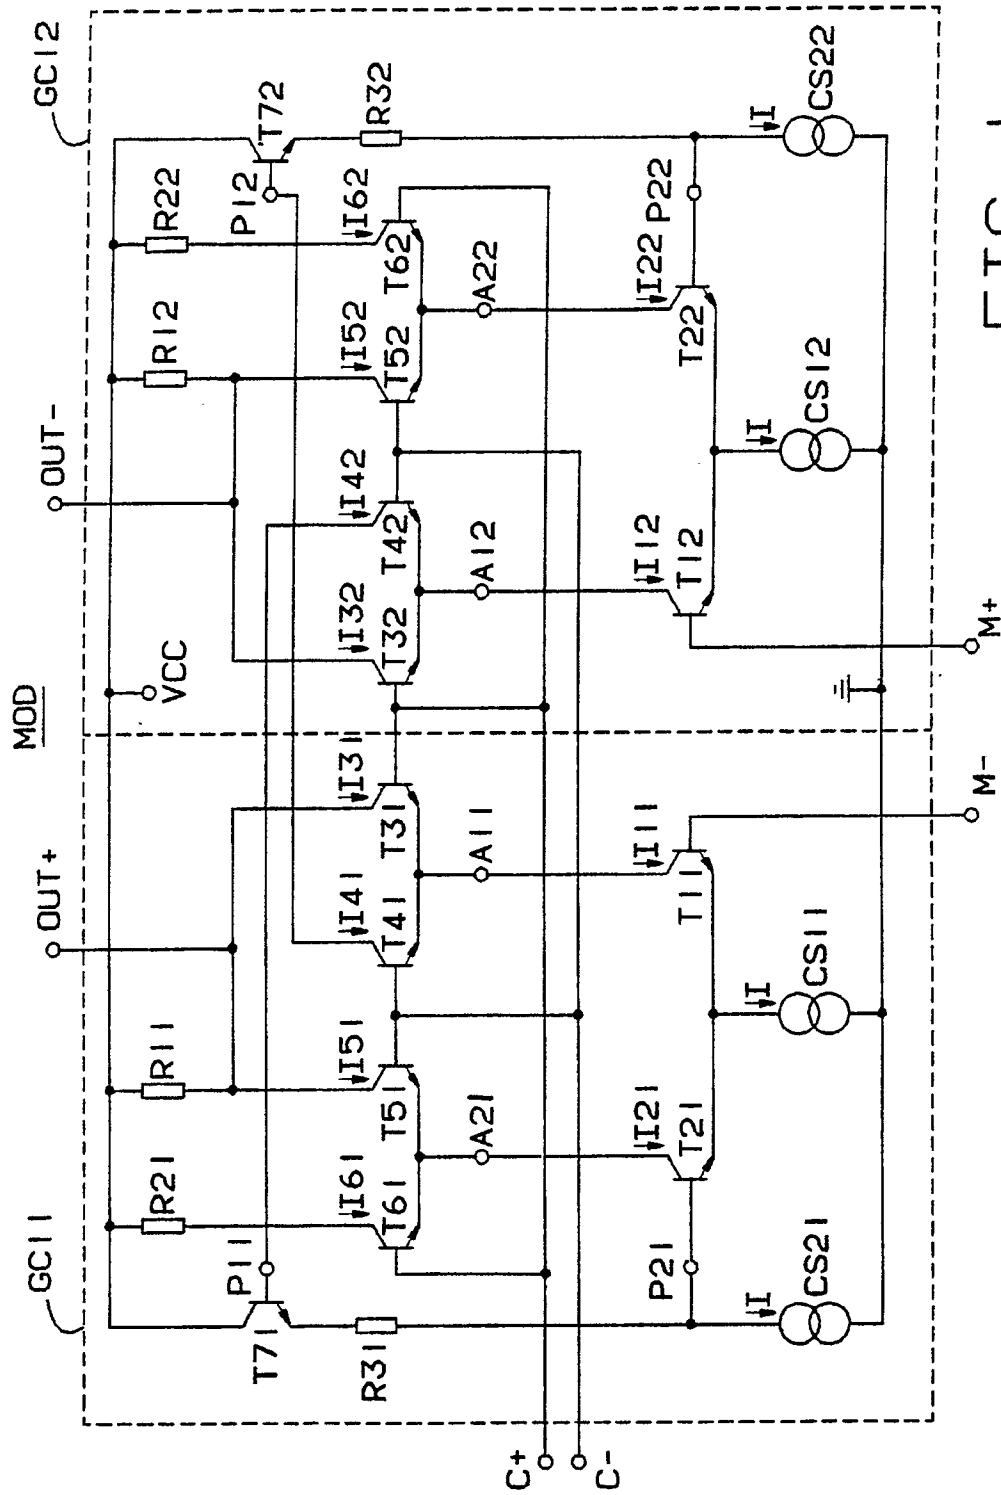 MOD
GC11
OUT+
OUT-
GC12
R21
R11
VCC
R12
R22
T71
P11
P12
T72
I61
I51
I41
I31
I32
I42
I52
I62
R31
R32
T61
T51
T41
T31
T32
T42
T52
T62
A21
A11
A12
A22
C+
C-
I21
I11
I12
I22
P21
P22
T21
T11
T12
T22
I
I
I
I
CS21
CS11
CS12
CS22
M-
M+